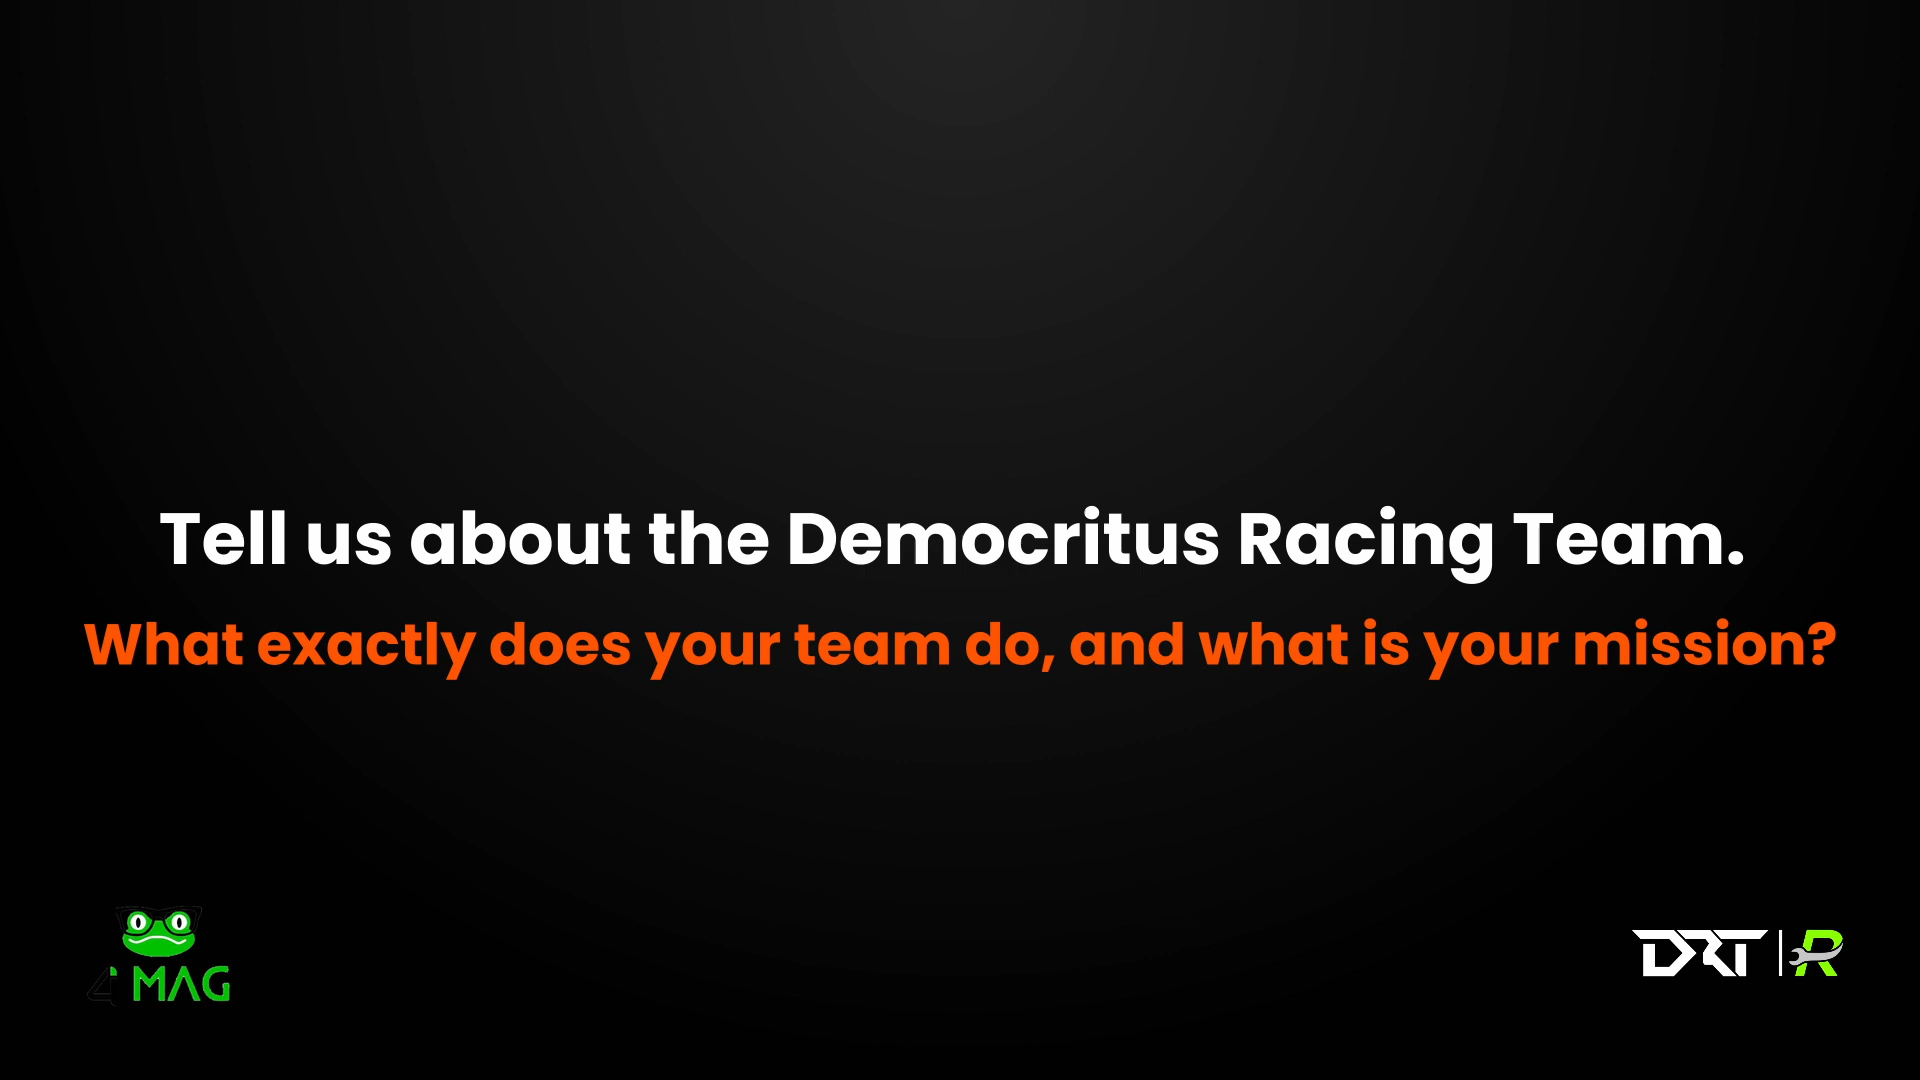 Tell us about the Democritus Racing Team.
What exactly does your team do, and what is your mission?
4 MAG
DRT | R